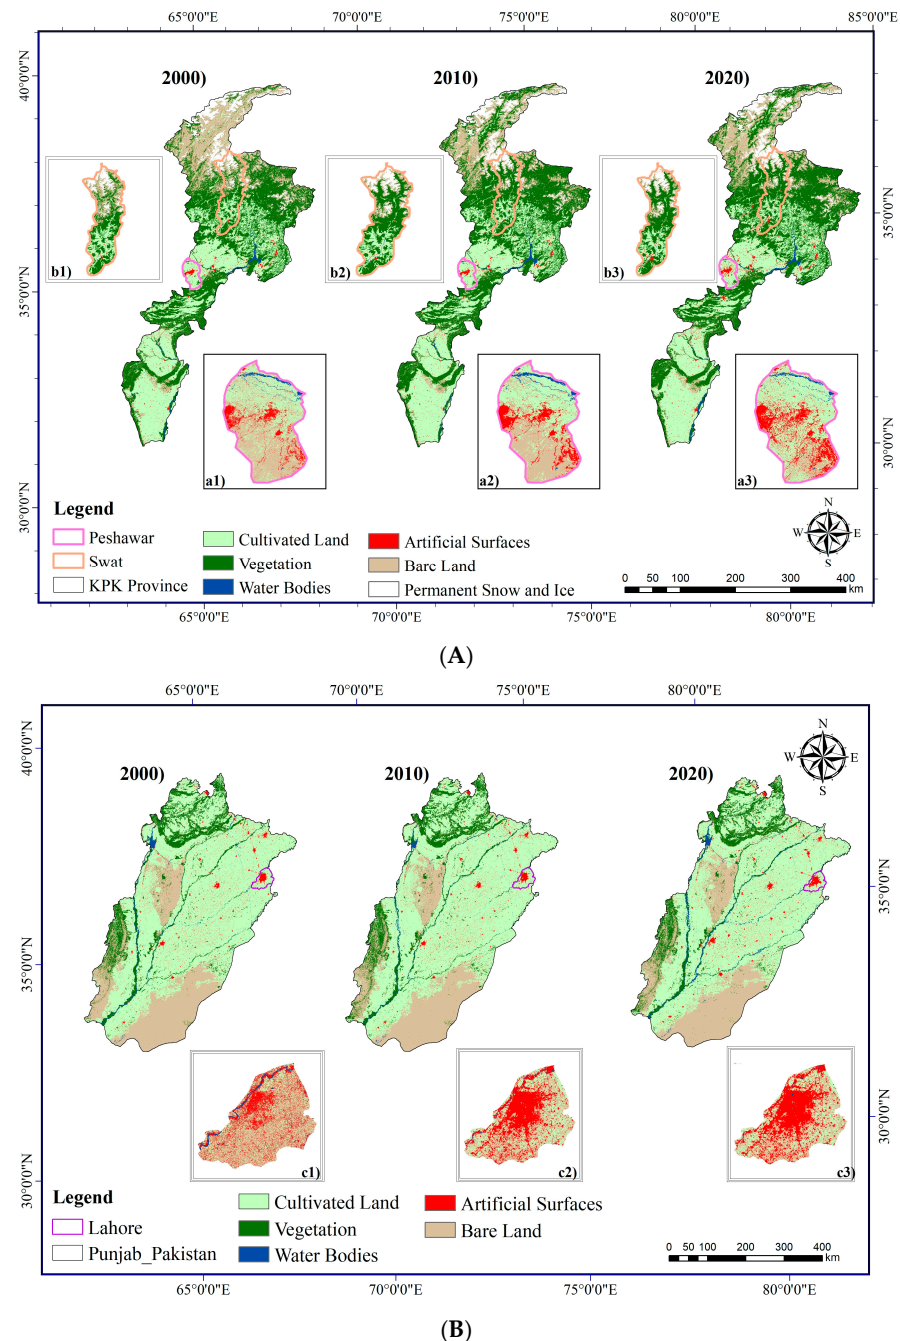 65°0'0"E 70°0'0"E 75°0'0"E 80°0'0"E 85°0'0"E
40°0'0"N
2000) 2010) 2020)
b1) b2) b3)
35°0'0"N
35°0'0"N
a1) a2) a3)
30°0'0"N
30°0'0"N
Legend
Peshawar
Swat
KPK Province
Cultivated Land
Vegetation
Water Bodies
Artificial Surfaces
Barc Land
Permanent Snow and Ice
N
W E
S
0 50 100 200 300 400
km
65°0'0"E 70°0'0"E 75°0'0"E 80°0'0"E
(A)
65°0'0"E 70°0'0"E 75°0'0"E 80°0'0"E
40°0'0"N
N
W E
S
2000) 2010) 2020)
35°0'0"N
35°0'0"N
c1) c2) c3)
30°0'0"N
30°0'0"N
Legend
Lahore
Punjab_Pakistan
Cultivated Land
Vegetation
Water Bodies
Artificial Surfaces
Bare Land
0 50 100 200 300 400
km
65°0'0"E 70°0'0"E 75°0'0"E 80°0'0"E
(B)